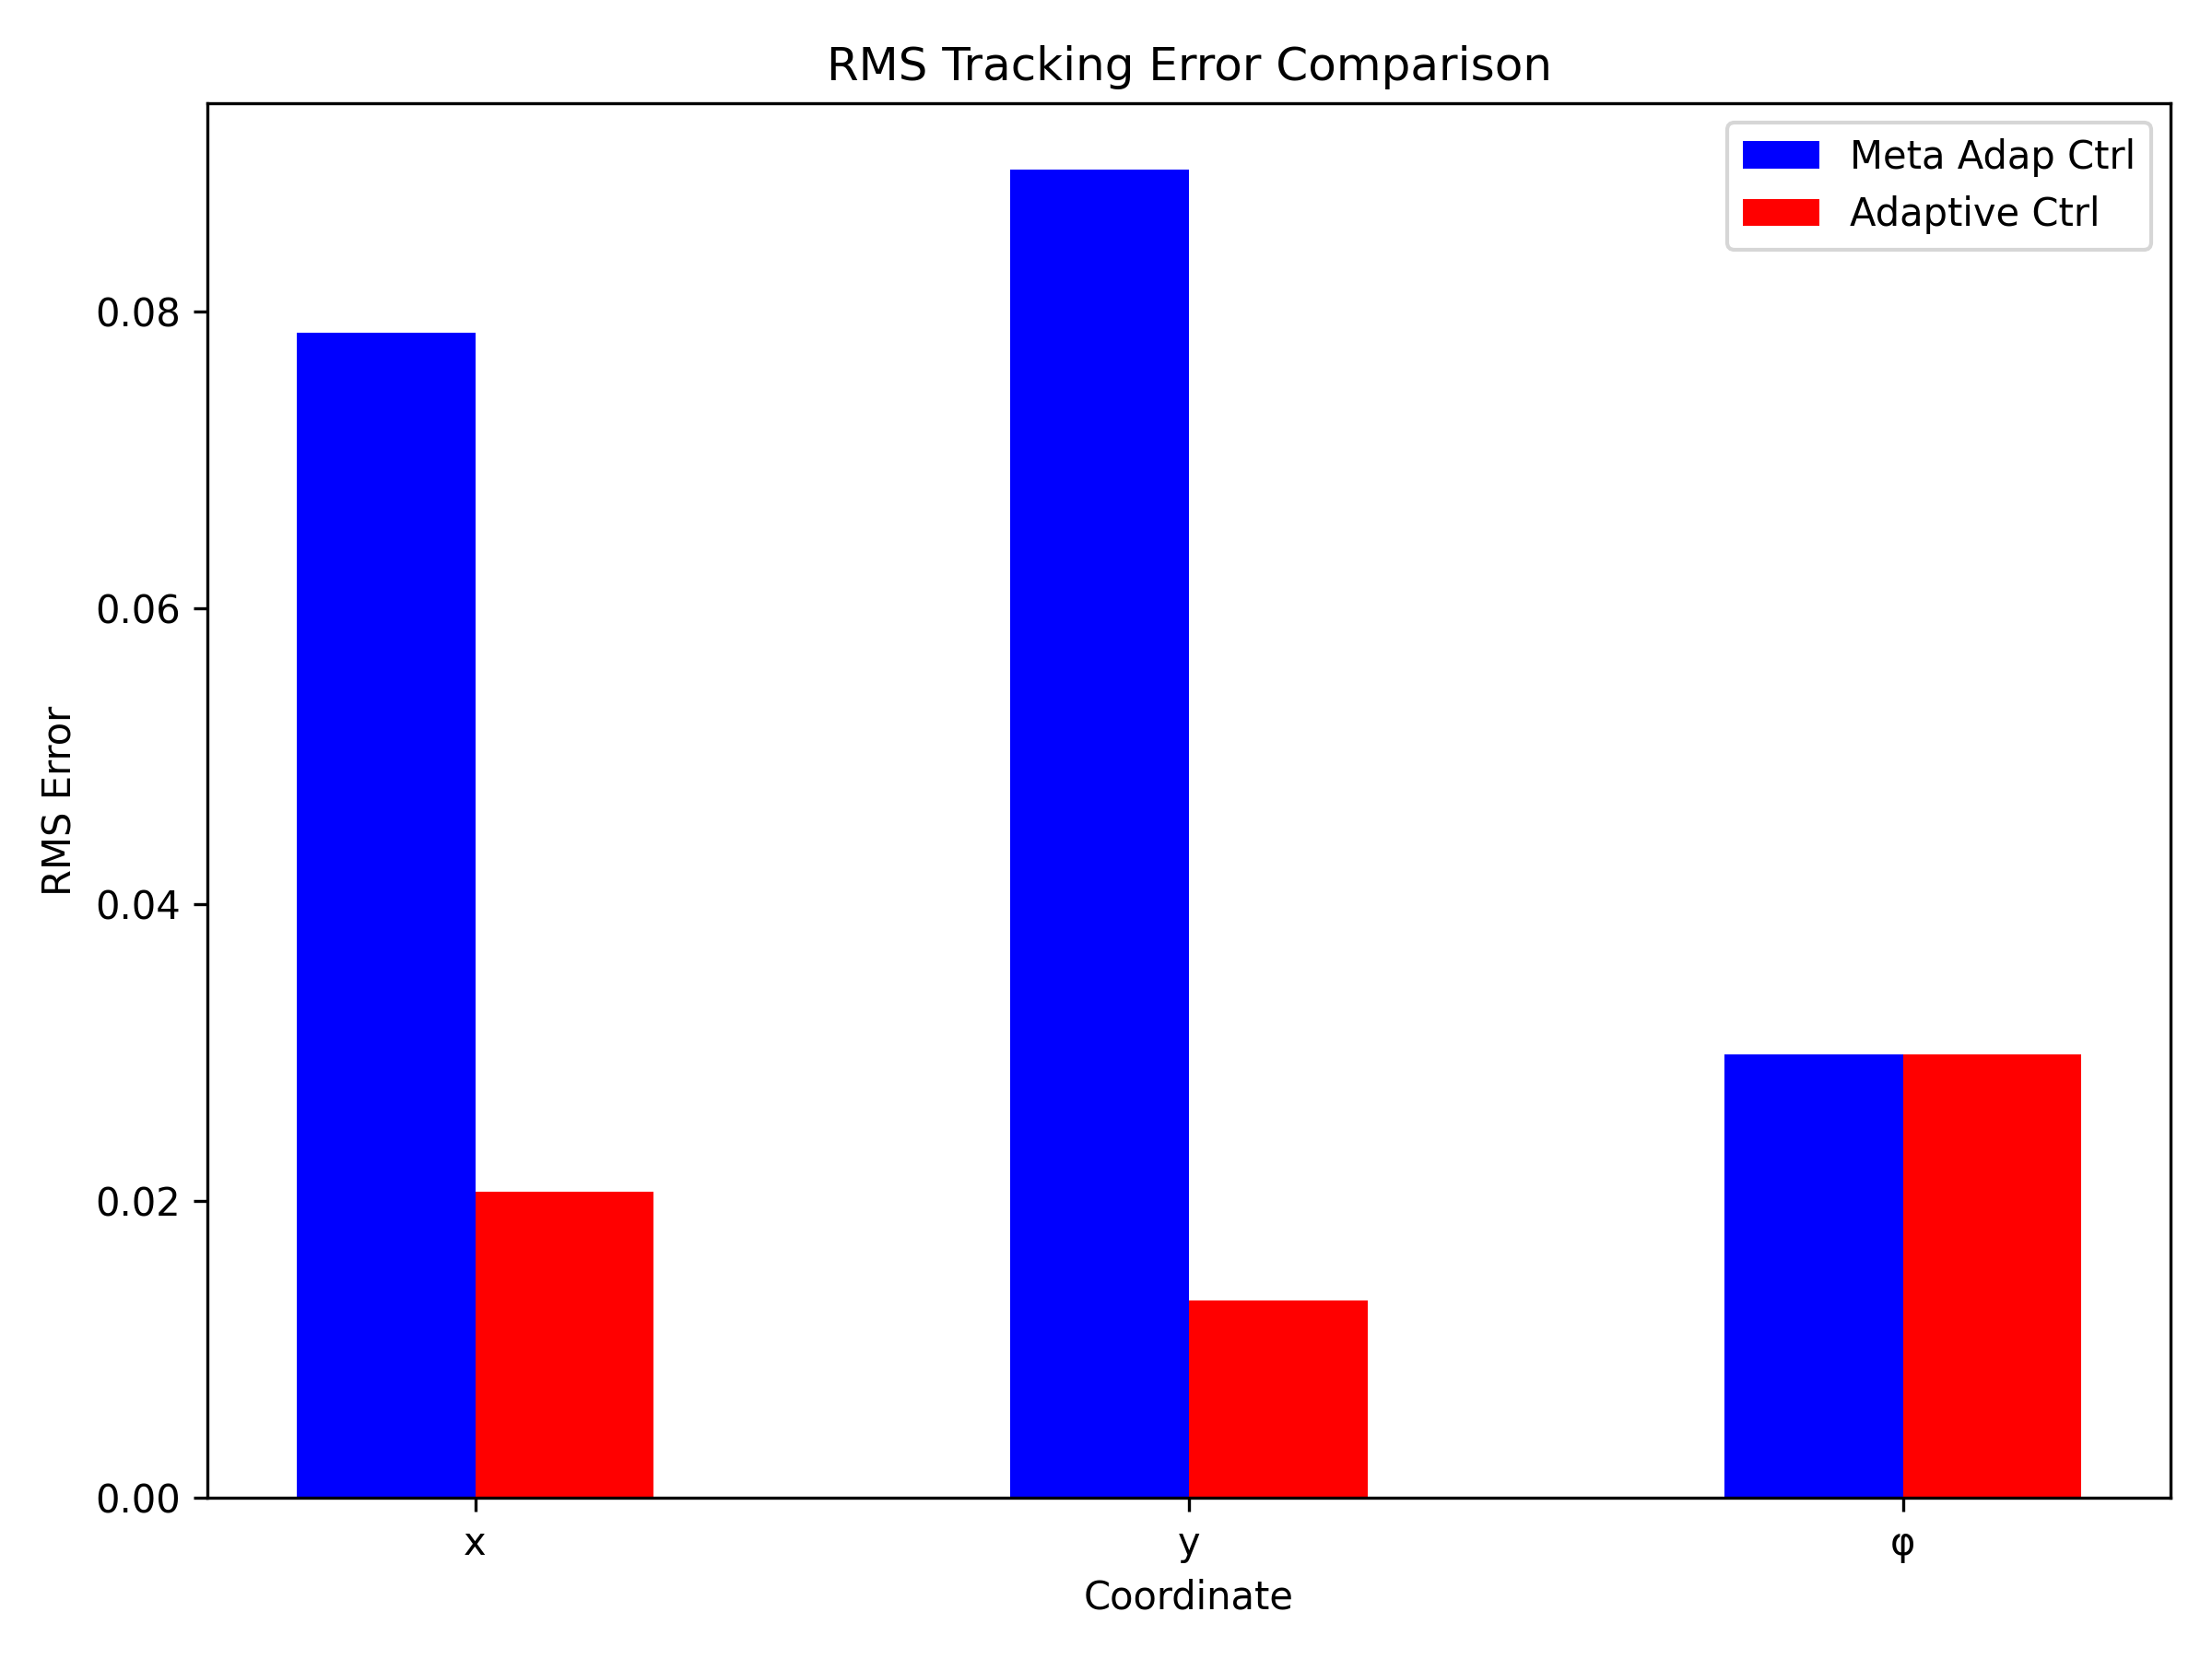 RMS Tracking Error Comparison
Meta Adap Ctrl
Adaptive Ctrl
RMS Error
0.08
0.06
0.04
0.02
0.00
x
y
φ
Coordinate